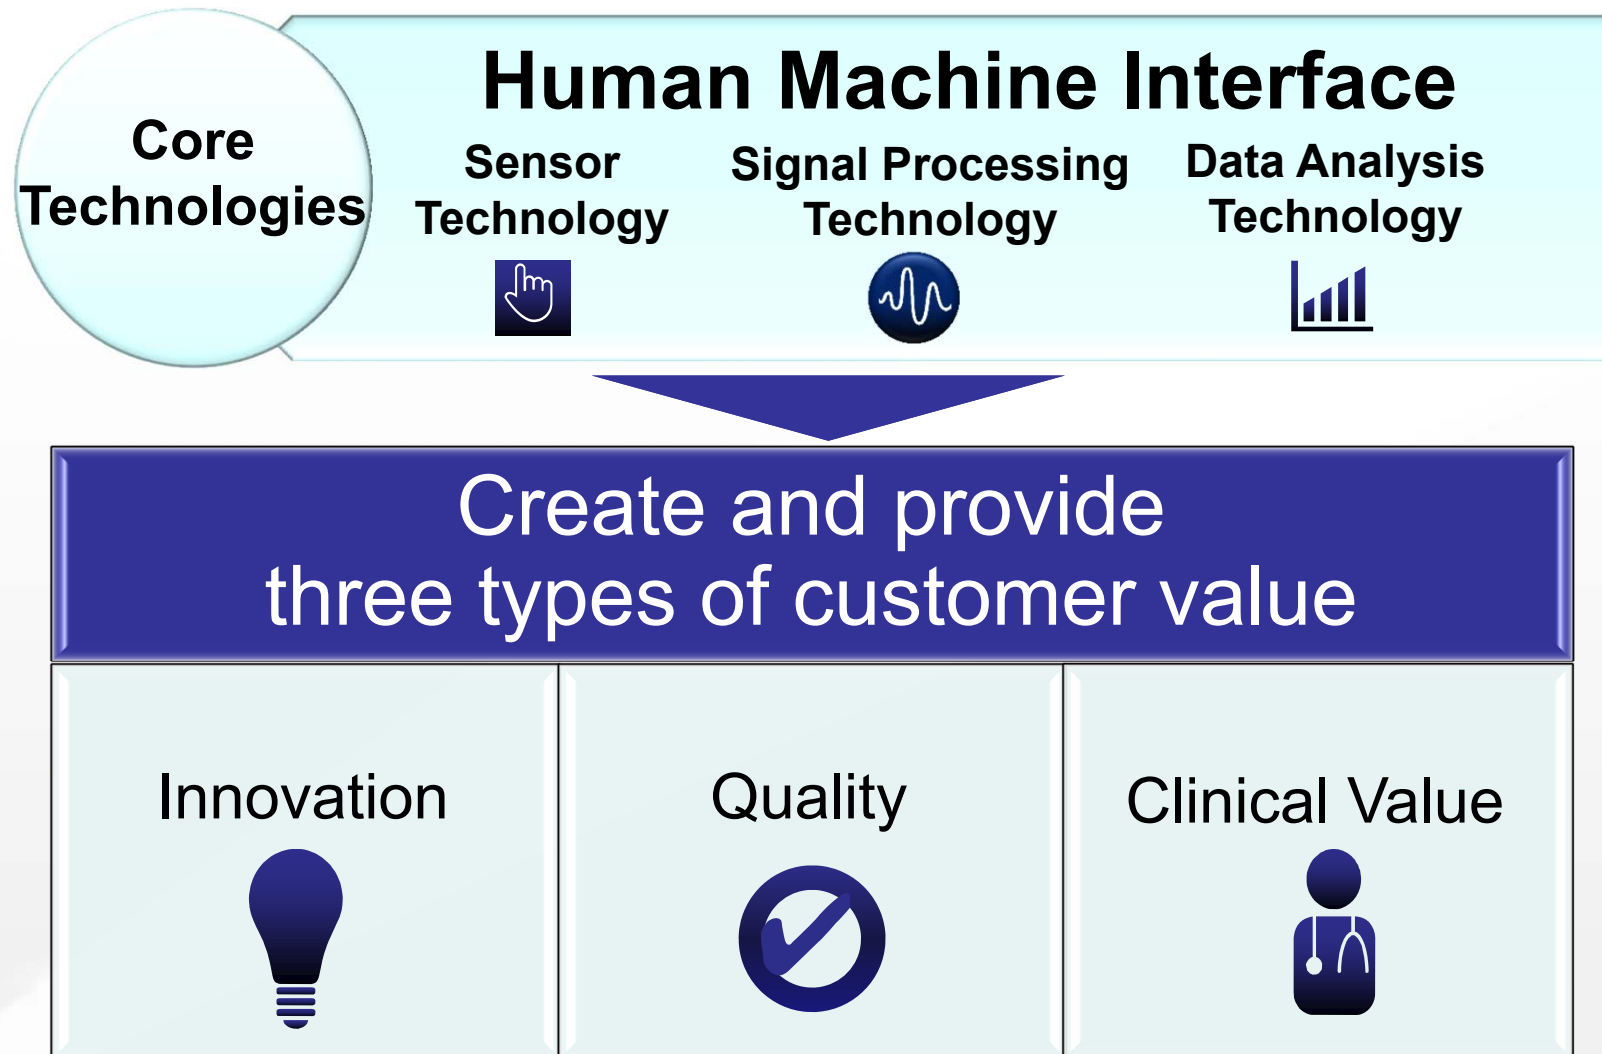 Human Machine Interface
Core
Technologies
Sensor
Technology
Signal Processing
Technology
Data Analysis
Technology
Create and provide
three types of customer value
Innovation
Quality
Clinical Value